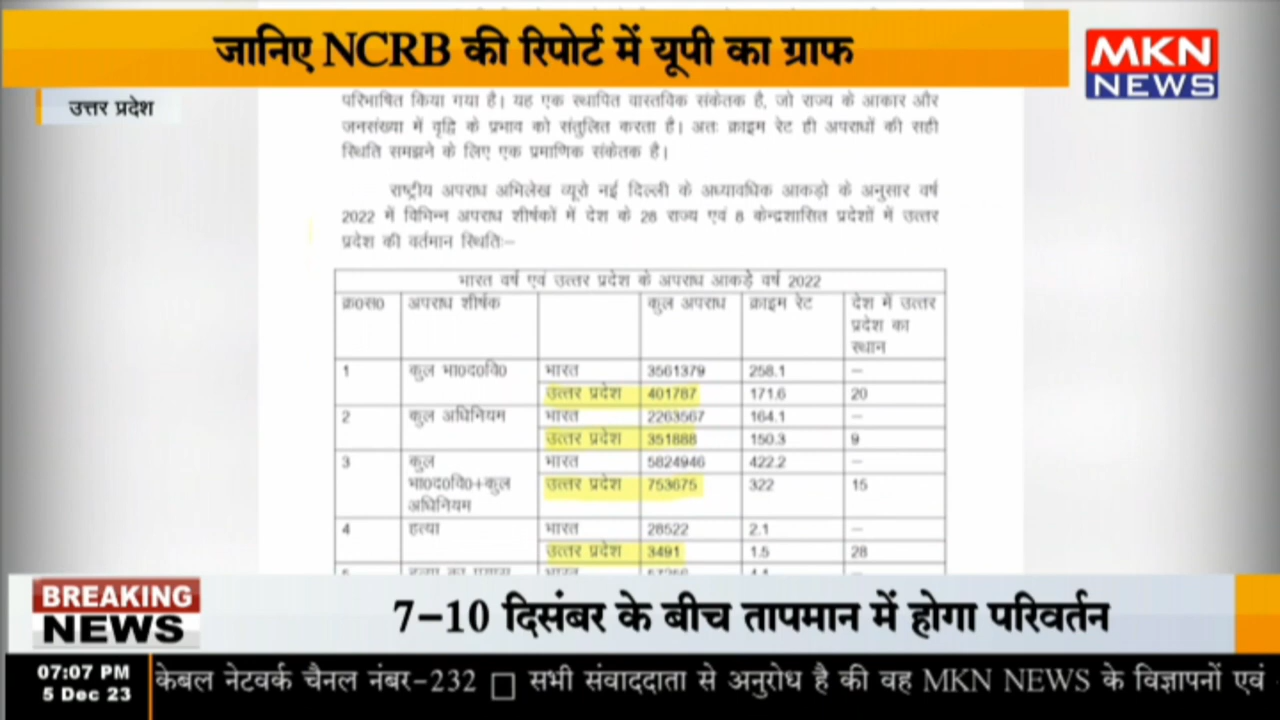 जानिए NCRB की रिपोर्ट में यूपी का ग्राफ
MKN
NEWS
उत्तर प्रदेश
परिभाषित किया गया है। यह एक स्थापित वास्तविक संकेतक है, जो राज्य के आकार और
जनसंख्या में वृद्वि के प्रभाव को संतुलित करता है। अतः क्राइम रेट ही अपराधों की सही
स्थिति समझने के लिए एक प्रमाणिक संकेतक है।
राष्ट्रीय अपराध अभिलेख व्यूरो नई दिल्ली के अध्यावधिक आकड़ो के अनुसार वर्ष
2022 में विभिन्न अपराध शीर्षकों में देश के 28 राज्य एवं 8 केन्द्रशासित प्रदेशों में उत्तर
प्रदेश की वर्तमान स्थितिः-
भारत वर्ष एवं उत्तर प्रदेश के अपराध आकड़े वर्ष 2022
क्र०स० अपराध शीर्षक कुल अपराध क्राइम रेट देश में उत्तर
प्रदेश का
स्थान
1 कुल भा०द०वि० भारत 3561379 258.1 –
उत्तर प्रदेश 401787 171.6 20
2 कुल अधिनियम भारत 2263567 164.1 –
उत्तर प्रदेश 351888 150.3 9
3 कुल भारत 5824946 422.2 –
भा०द०वि०+कुल उत्तर प्रदेश 753675 322 15
अधिनियम
4 हत्या भारत 28522 2.1 –
उत्तर प्रदेश 3491 1.5 28
BREAKING
NEWS
7-10 दिसंबर के बीच तापमान में होगा परिवर्तन
07:07 PM
5 Dec 23
केबल नेटवर्क चैनल नंबर-232 □ सभी संवाददाता से अनुरोध है की वह MKN NEWS के विज्ञापनों एवं